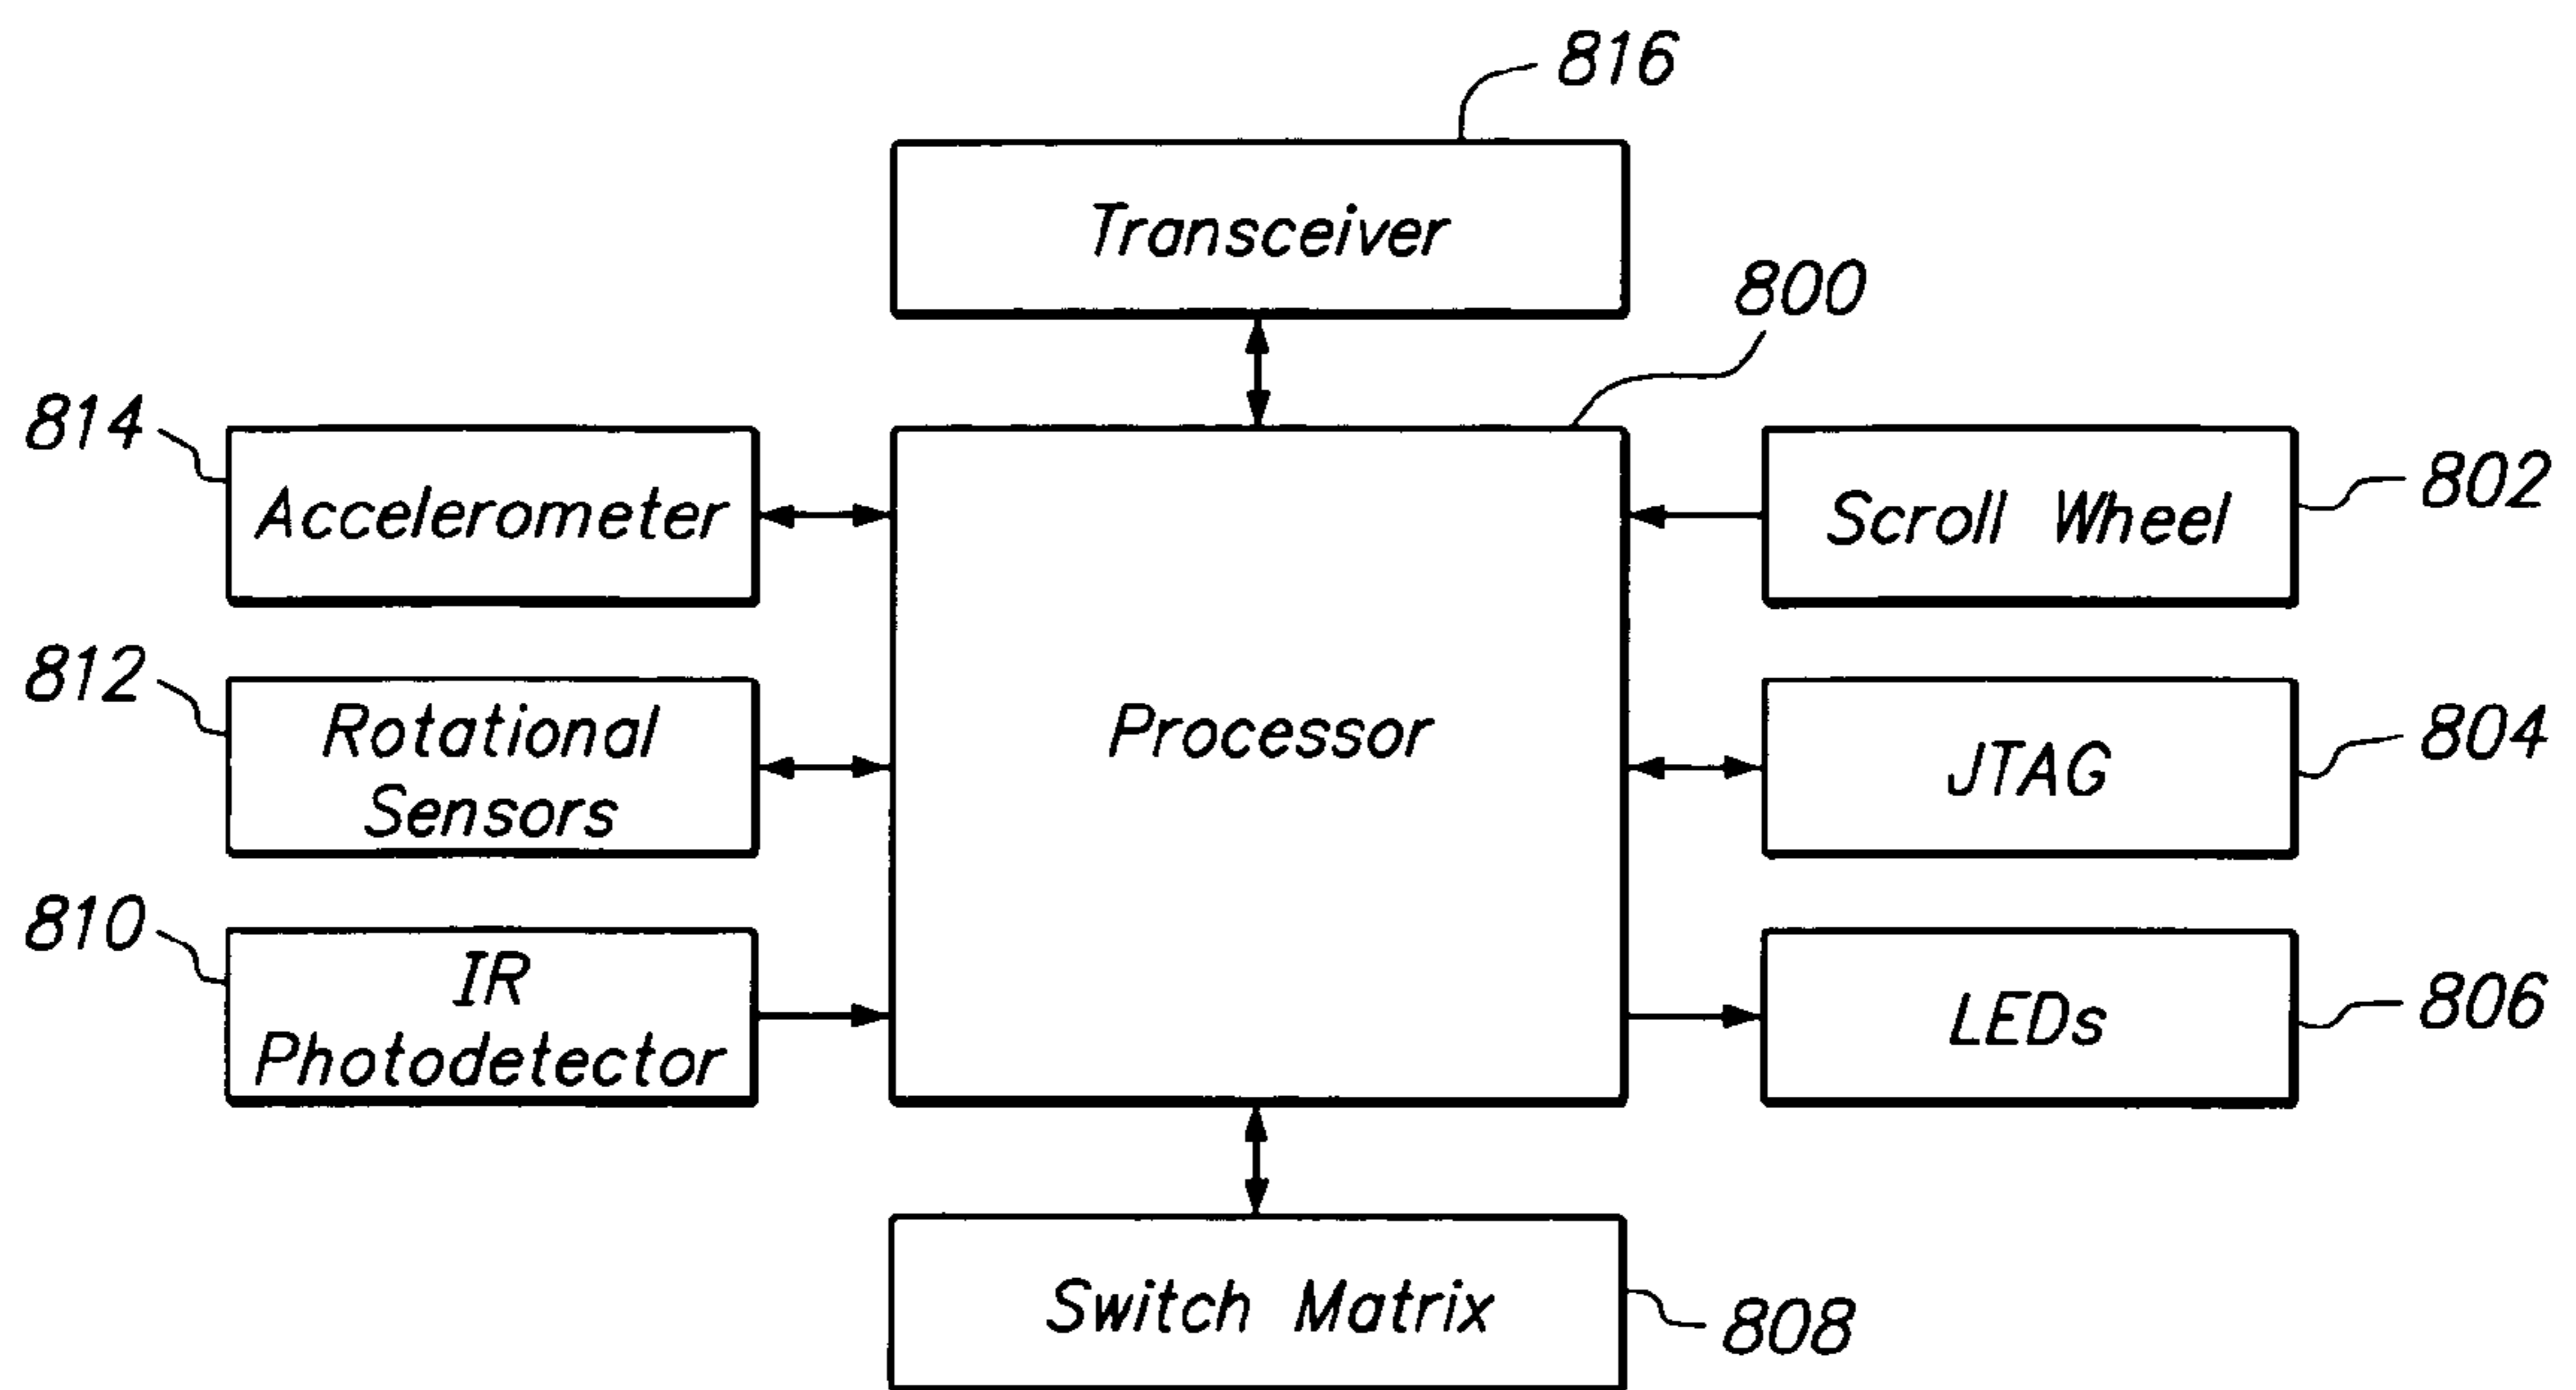 816
Transceiver
800
814
Accelerometer
Scroll Wheel
802
812
Rotational
Sensors
Processor
JTAG
804
810
IR
Photodetector
LEDs
806
Switch Matrix
808